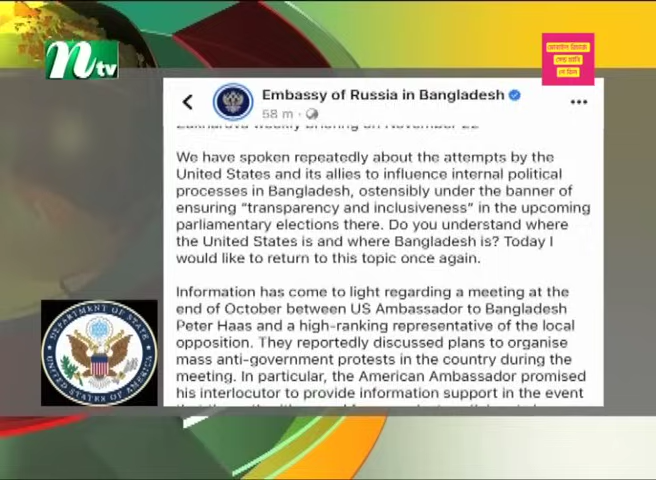 ntv
Embassy of Russia in Bangladesh
58 m
Zakharova weekly briefing on November 22
We have spoken repeatedly about the attempts by the
United States and its allies to influence internal political
processes in Bangladesh, ostensibly under the banner of
ensuring “transparency and inclusiveness” in the upcoming
parliamentary elections there. Do you understand where
the United States is and where Bangladesh is? Today I
would like to return to this topic once again.
Information has come to light regarding a meeting at the
end of October between US Ambassador to Bangladesh
Peter Haas and a high-ranking representative of the local
opposition. They reportedly discussed plans to organise
mass anti-government protests in the country during the
meeting. In particular, the American Ambassador promised
his interlocutor to provide information support in the event
DEPARTMENT OF STATE
UNITED STATES OF AMERICA